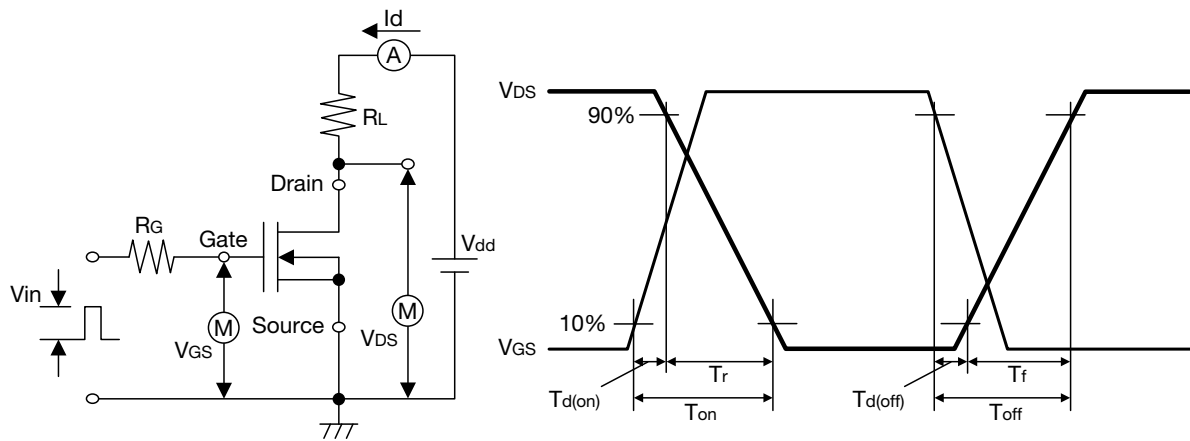 Id
A
RL
Drain
RG
Gate
Vdd
Vin
M
M
Source
VGS
VDS
VDS
90%
10%
VGS
Tr
Tf
Td(on)
Td(off)
Ton
Toff